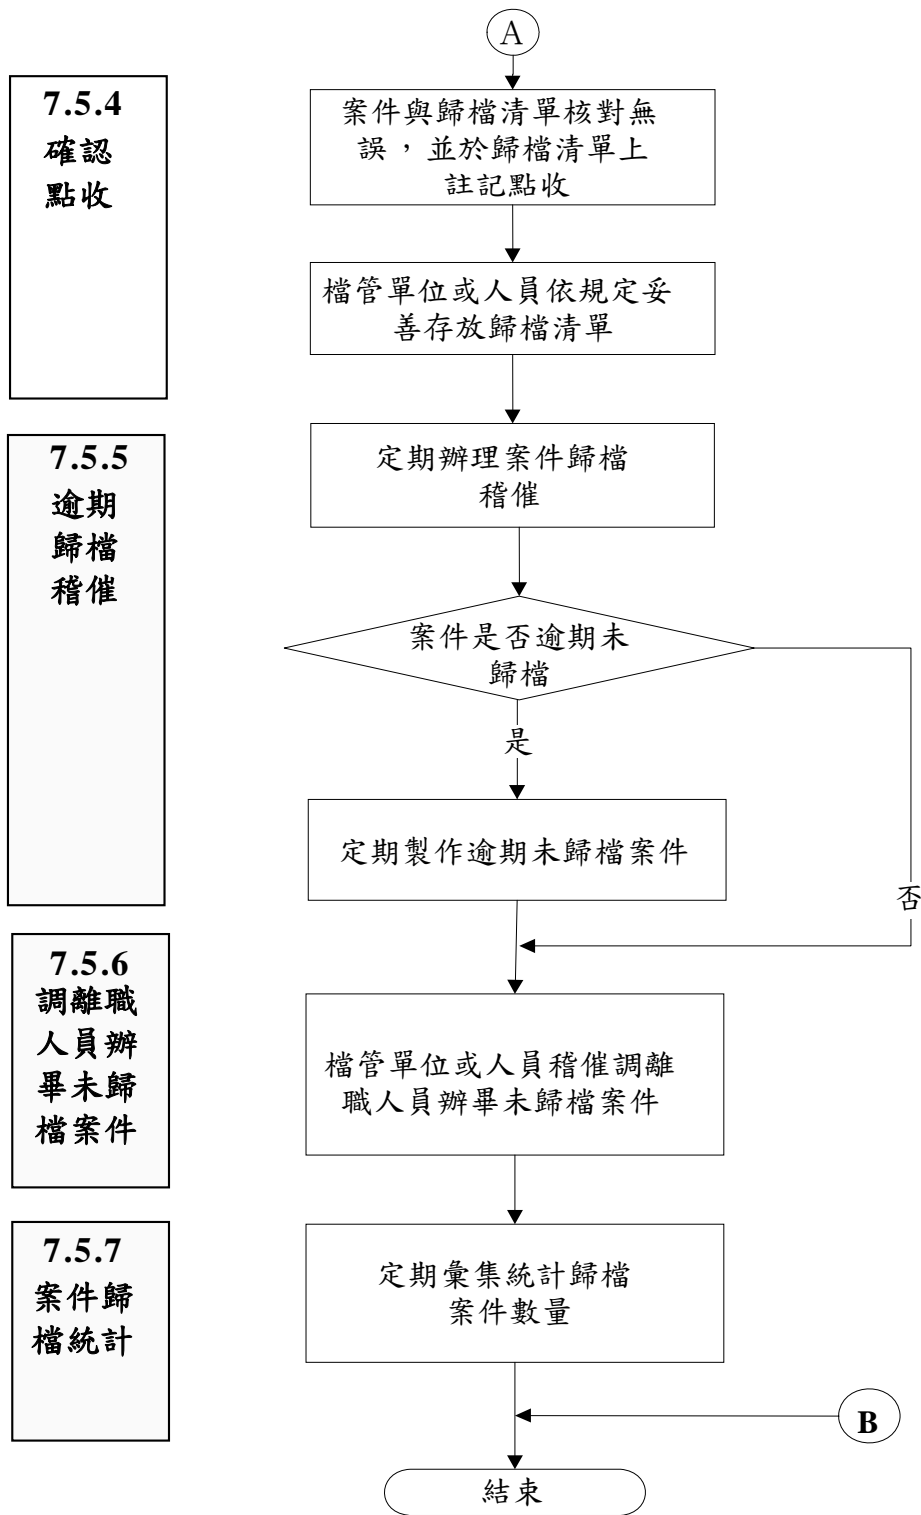 A
7.5.4
確認
點收
案件與歸檔清單核對無
誤，並於歸檔清單上
註記點收
檔管單位或人員依規定妥
善存放歸檔清單
7.5.5
逾期
歸檔
稽催
定期辦理案件歸檔
稽催
案件是否逾期未
歸檔
是
定期製作逾期未歸檔案件
否
7.5.6
調離職
人員辦
畢未歸
檔案件
檔管單位或人員稽催調離
職人員辦畢未歸檔案件
7.5.7
案件歸
檔統計
定期彙集統計歸檔
案件數量
B
結束